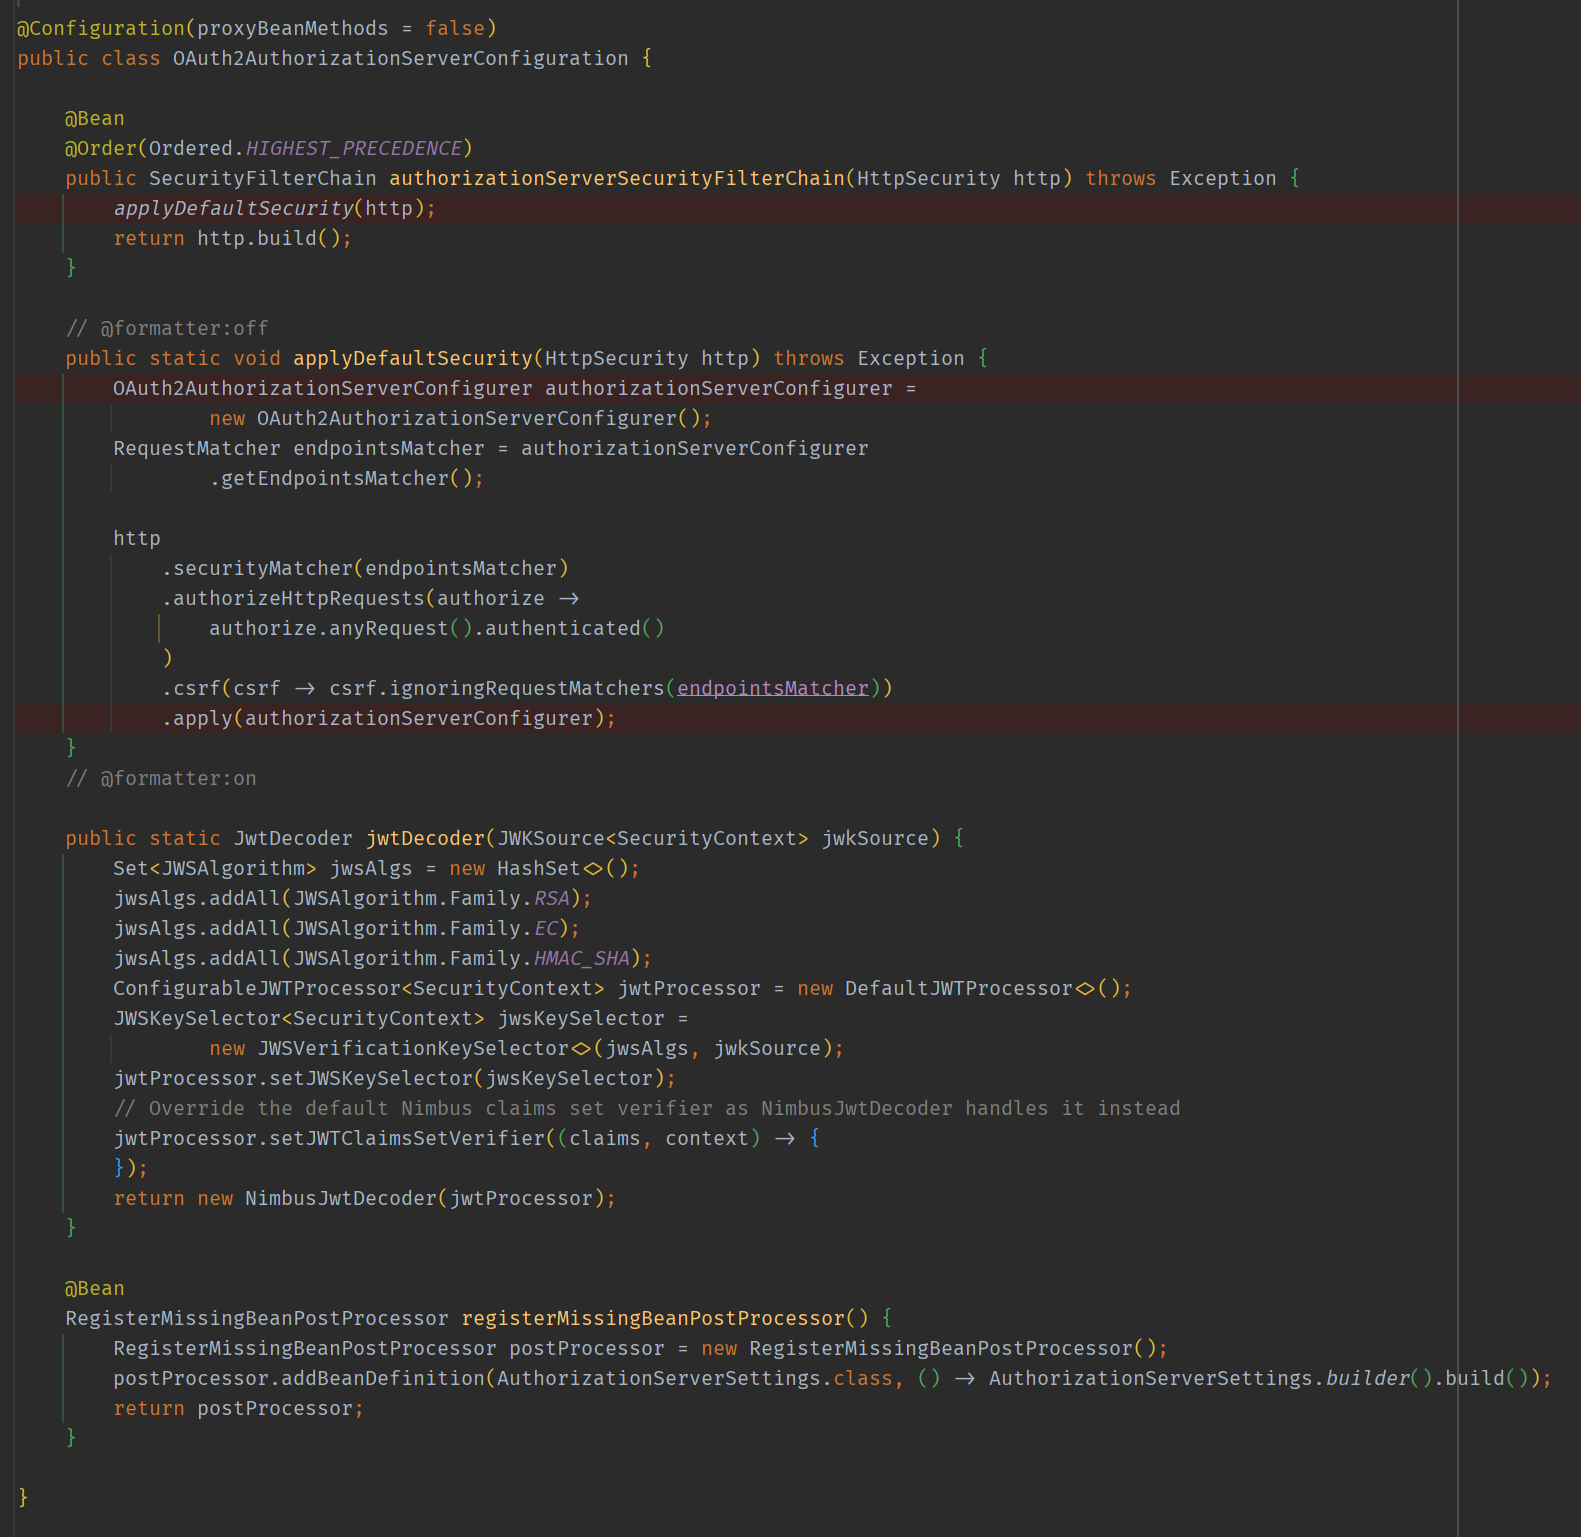 @Configuration(proxyBeanMethods = false)
public class OAuth2AuthorizationServerConfiguration {
@Bean
@Order(Ordered.HIGHEST_PRECEDENCE)
public SecurityFilterChain authorizationServerSecurityFilterChain(HttpSecurity http) throws Exception {
applyDefaultSecurity(http);
return http.build();
}
// @formatter:off
public static void applyDefaultSecurity(HttpSecurity http) throws Exception {
OAuth2AuthorizationServerConfigurer authorizationServerConfigurer =
new OAuth2AuthorizationServerConfigurer();
RequestMatcher endpointsMatcher = authorizationServerConfigurer
.getEndpointsMatcher();
http
.securityMatcher(endpointsMatcher)
.authorizeHttpRequests(authorize ->
authorize.anyRequest().authenticated()
)
.csrf(csrf -> csrf.ignoringRequestMatchers(endpointsMatcher))
.apply(authorizationServerConfigurer);
}
// @formatter:on
public static JwtDecoder jwtDecoder(JWKSource<SecurityContext> jwkSource) {
Set<JWSAlgorithm> jwsAlgs = new HashSet<>();
jwsAlgs.addAll(JWSAlgorithm.Family.RSA);
jwsAlgs.addAll(JWSAlgorithm.Family.EC);
jwsAlgs.addAll(JWSAlgorithm.Family.HMAC_SHA);
ConfigurableJWTProcessor<SecurityContext> jwtProcessor = new DefaultJWTProcessor<>();
JWSKeySelector<SecurityContext> jwsKeySelector =
new JWSVerificationKeySelector<>(jwsAlgs, jwkSource);
jwtProcessor.setJWSKeySelector(jwsKeySelector);
// Override the default Nimbus claims set verifier as NimbusJwtDecoder handles it instead
jwtProcessor.setJWTClaimsSetVerifier((claims, context) -> {
});
return new NimbusJwtDecoder(jwtProcessor);
}
@Bean
RegisterMissingBeanPostProcessor registerMissingBeanPostProcessor() {
RegisterMissingBeanPostProcessor postProcessor = new RegisterMissingBeanPostProcessor();
postProcessor.addBeanDefinition(AuthorizationServerSettings.class, () -> AuthorizationServerSettings.builder().build());
return postProcessor;
}
}